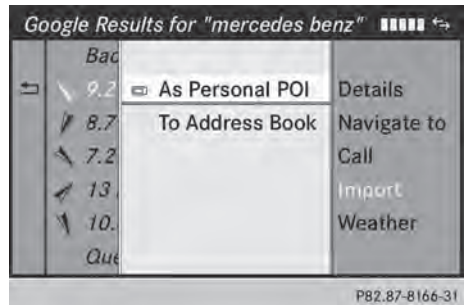 Google Results for "mercedes benz"
Bac
9.2 As Personal POI Details
8.7 To Address Book Navigate to
7.2 Call
13 Import
10. Weather
Que
P82.87-8166-31